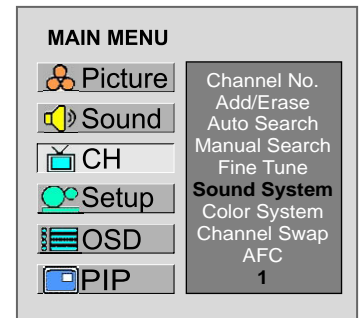 MAIN MENU
Picture
Sound
CH
Setup
OSD
PIP
Channel No.
Add/Erase
Auto Search
Manual Search
Fine Tune
Sound System
Color System
Channel Swap
AFC
1